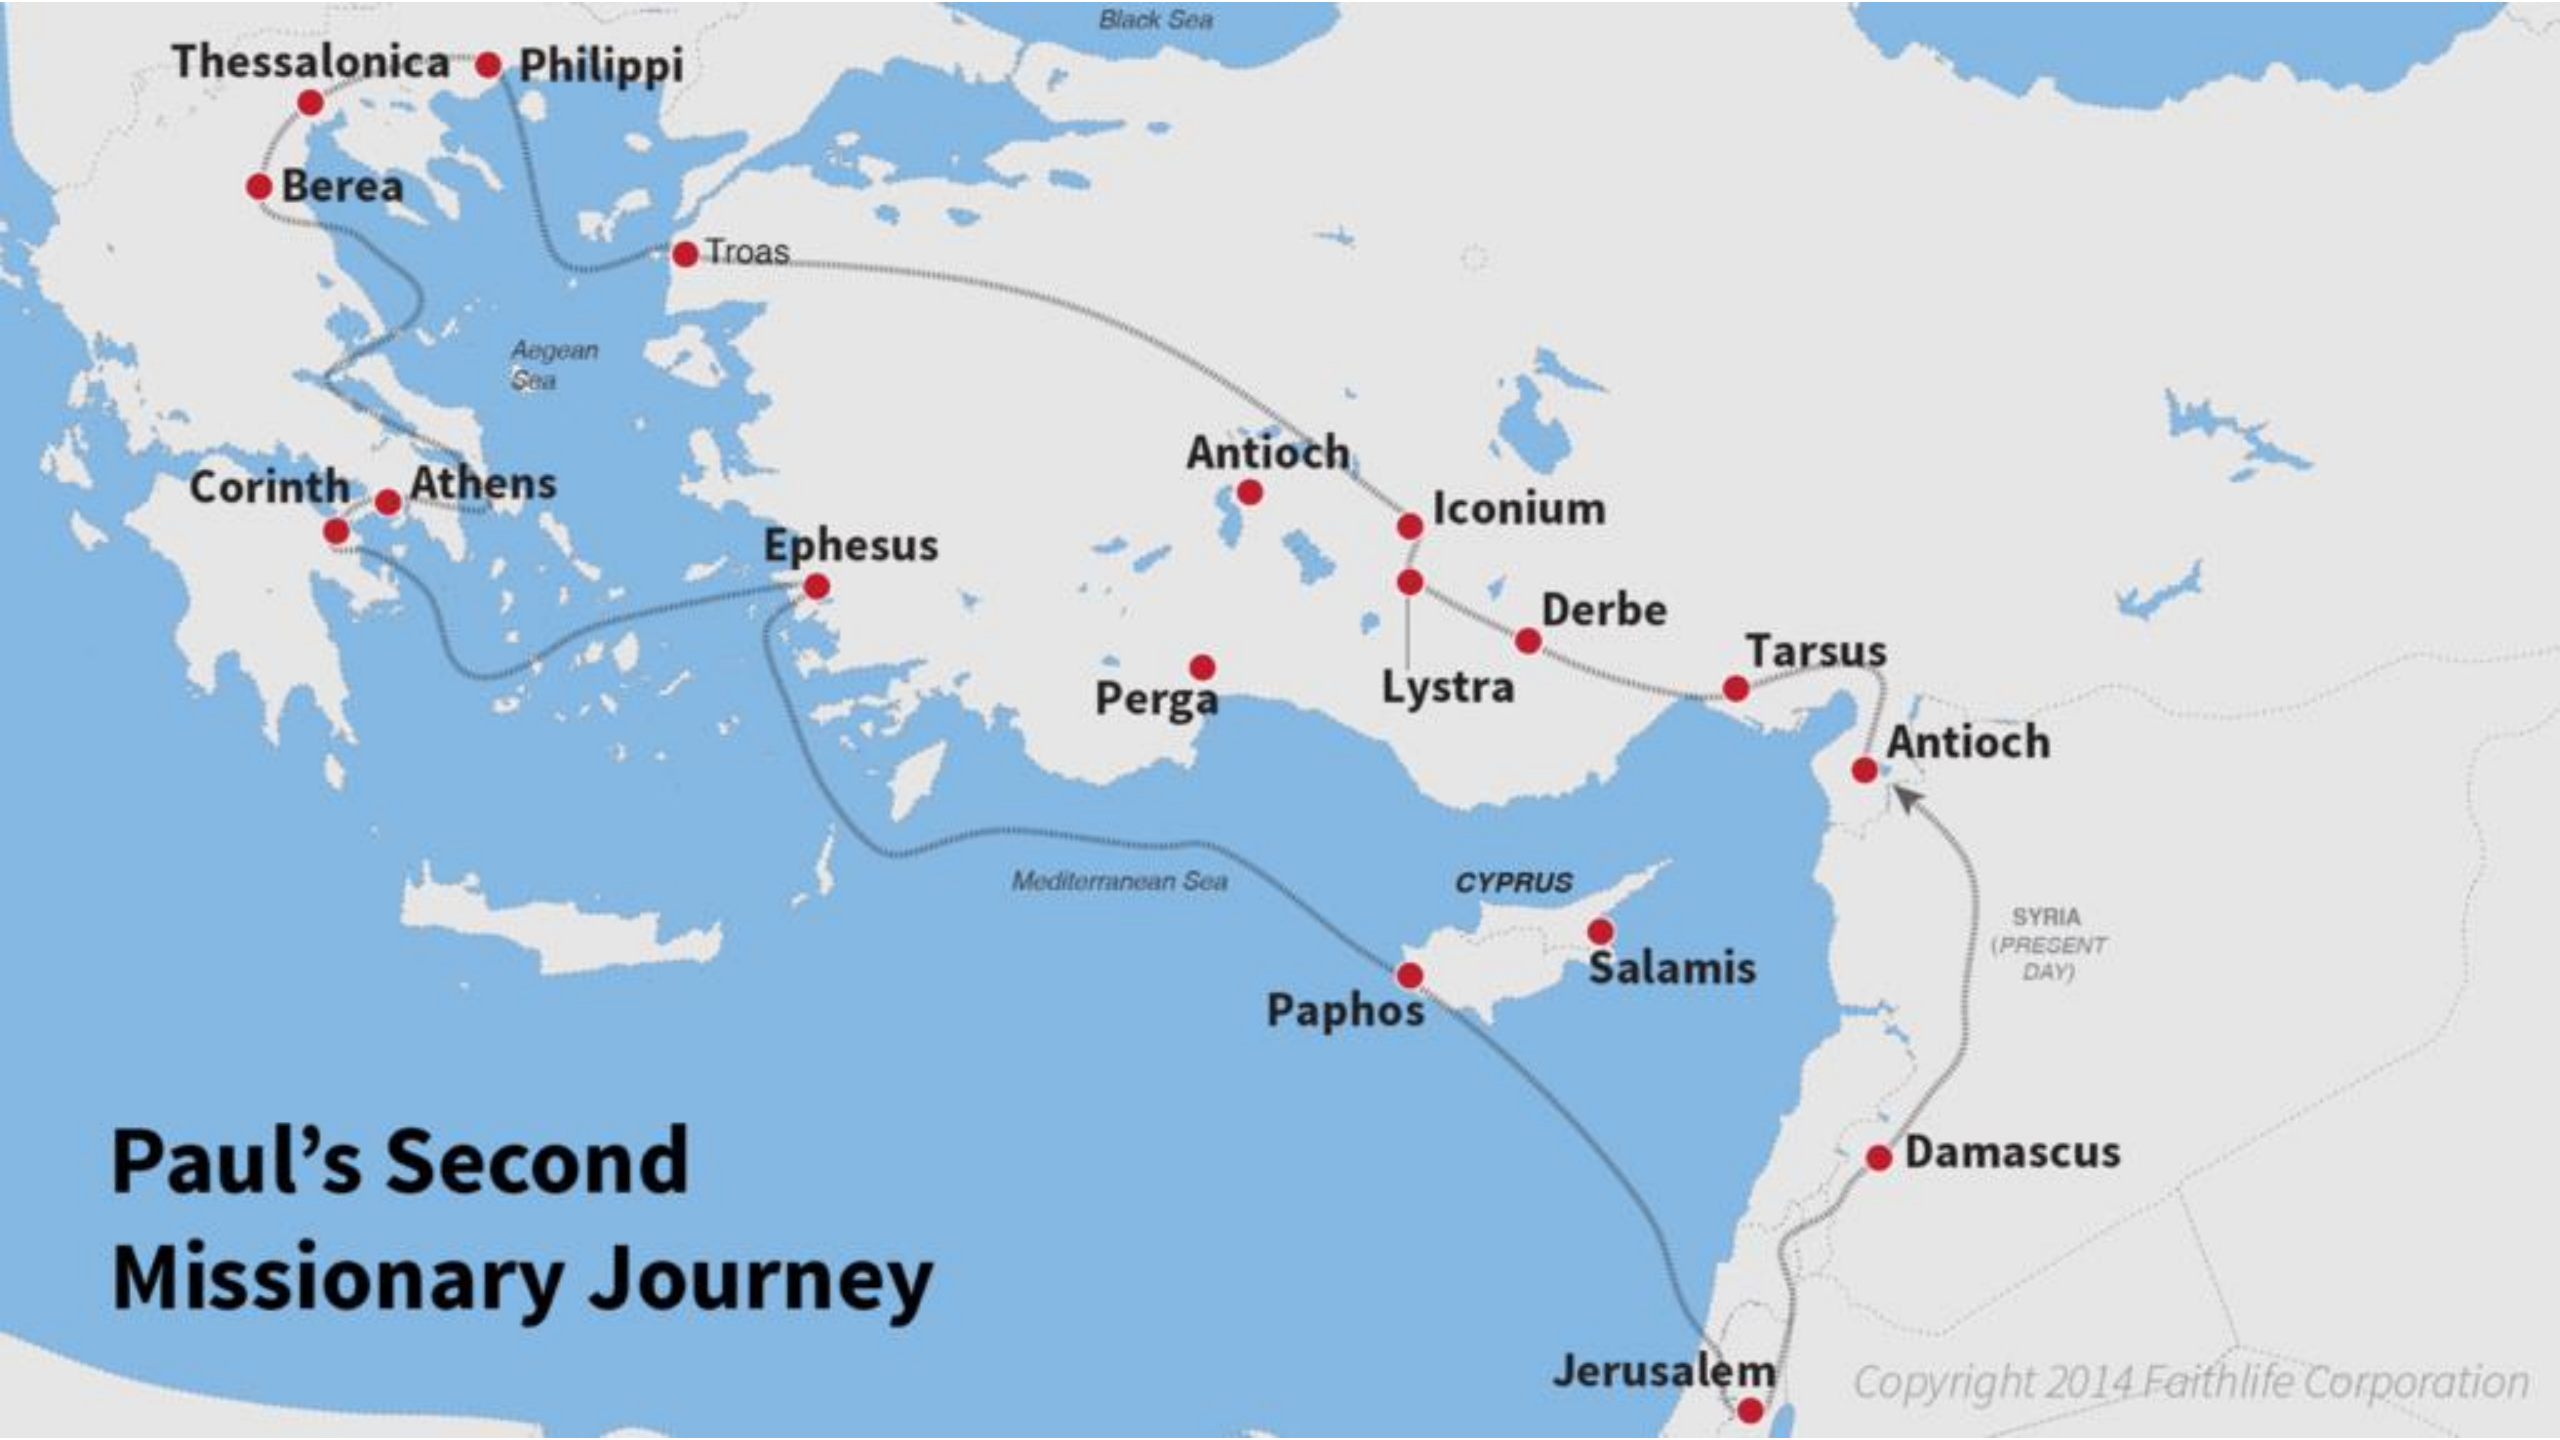 Black Sea
Thessalonica
Philippi
Berea
Troas
Aegean
Sea
Antioch
Corinth
Athens
Iconium
Ephesus
Derbe
Tarsus
Perga
Lystra
Antioch
Mediterranean Sea
CYPRUS
SYRIA
(PRESENT
DAY)
Salamis
Paphos
Damascus
Paul’s Second
Missionary Journey
Jerusalem
Copyright 2014 Faithlife Corporation